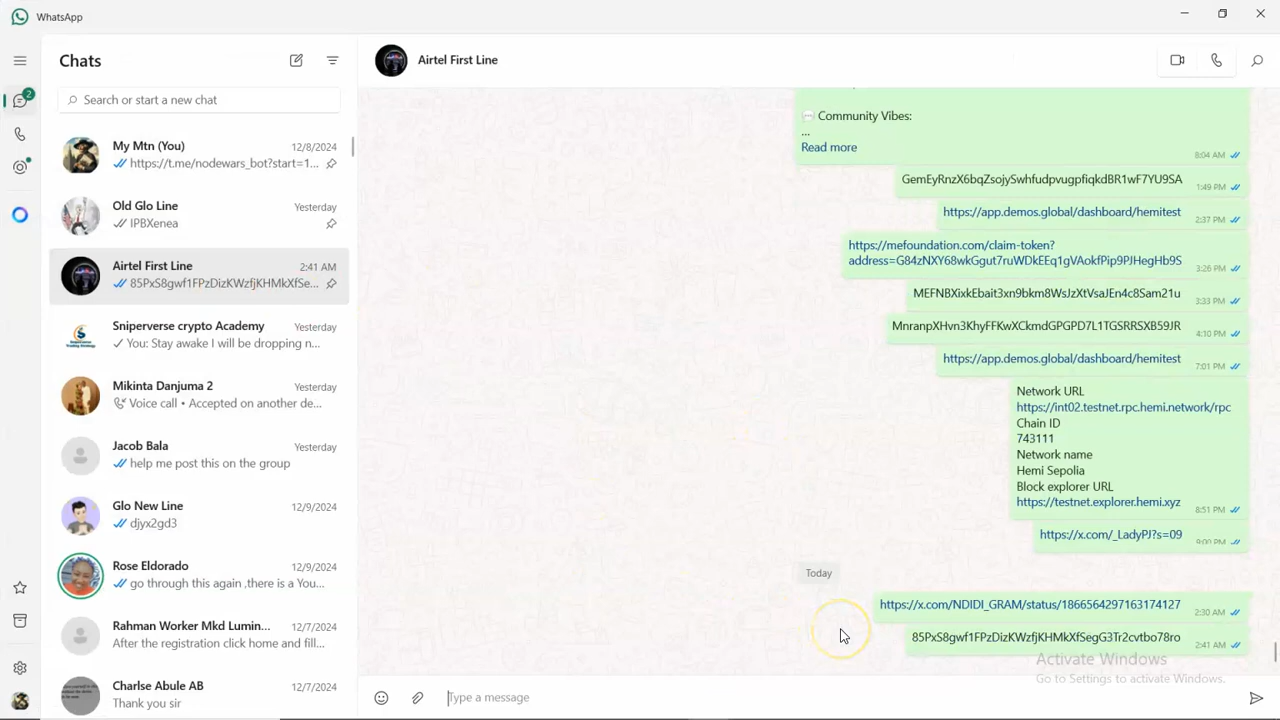 WhatsApp
Chats
Search or start a new chat
My Mtn (You)
12/8/2024
https://t.me/nodewars_bot?start=1...
Old Glo Line
Yesterday
IPBXenea
Airtel First Line
2:41 AM
85PxS8gwf1FPzDizKWzfjKHMkXfSe...
Sniperverse crypto Academy
Yesterday
You: Stay awake I will be dropping n...
Mikinta Danjuma 2
Yesterday
Voice call • Accepted on another de...
Jacob Bala
Yesterday
help me post this on the group
Glo New Line
12/9/2024
djyx2gd3
Rose Eldorado
12/9/2024
go through this again ,there is a You...
Rahman Worker Mkd Lumin...
12/7/2024
After the registration click home and fill...
Charlse Abule AB
12/7/2024
Thank you sir
2
Airtel First Line
Community Vibes:
...
Read more
8:04 AM
GemEyRnzX6bqZsojySwhfudpvugpfiqkdBR1wF7YU9SA
1:49 PM
https://app.demos.global/dashboard/hemitest
2:37 PM
https://mefoundation.com/claim-token?
address=G84zNXY68wkGgut7ruWDkEEq1gVAokfPip9PJHegHb9S
3:26 PM
MEFNBXixkEbait3xn9bkm8WsJzXtVsaJEn4c8Sam21u
3:33 PM
MnranpXHvn3KhyFFKwXCkmdGPGPD7L1TGSRRSXB59JR
4:10 PM
https://app.demos.global/dashboard/hemitest
7:01 PM
Network URL
https://int02.testnet.rpc.hemi.network/rpc
Chain ID
743111
Network name
Hemi Sepolia
Block explorer URL
https://testnet.explorer.hemi.xyz
8:51 PM
https://x.com/_LadyPJ?s=09
9:00 PM
Today
https://x.com/NDIDI_GRAM/status/1866564297163174127
2:30 AM
85PxS8gwf1FPzDizKWzfjKHMkXfSegG3Tr2cvtbo78ro
2:41 AM
Activate Windows
Go to Settings to activate Windows.
Type a message